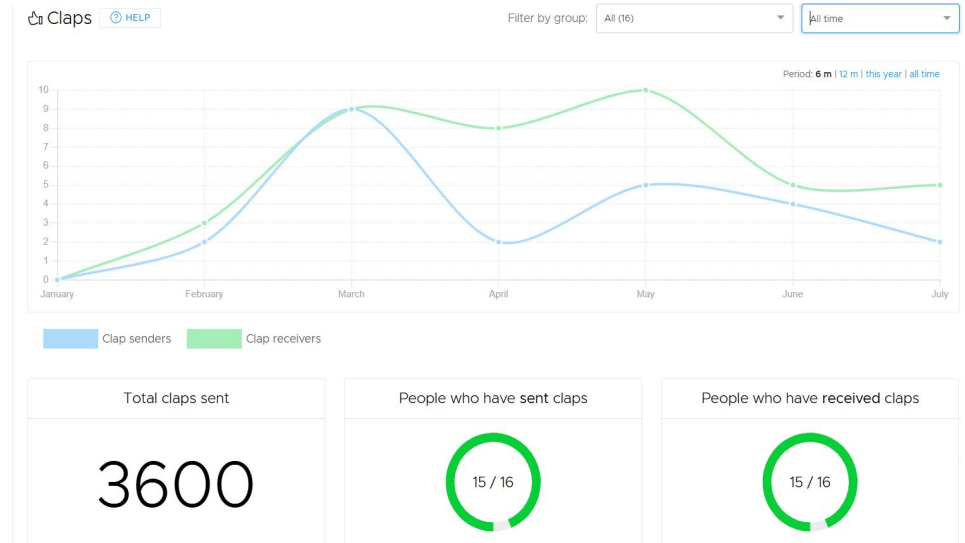 Claps ? HELP Filter by group: All (16) All time
Period: 6 m | 12 m | this year | all time
10
9
8
7
6
5
4
3
2
1
0
January February March April May June July
Clap senders Clap receivers
Total claps sent People who have sent claps People who have received claps
3600 15 / 16 15 / 16